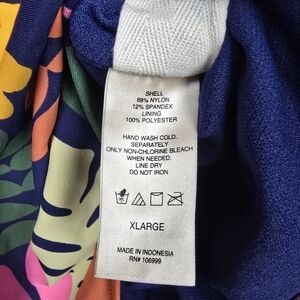 SHELL
88% NYLON
12% SPANDEX
LINING
100% POLYESTER
HAND WASH COLD.
SEPARATELY
ONLY NON-CHLORINE BLEACH
WHEN NEEDED.
LINE DRY
DO NOT IRON
XLARGE
MADE IN INDONESIA
RN# 106999